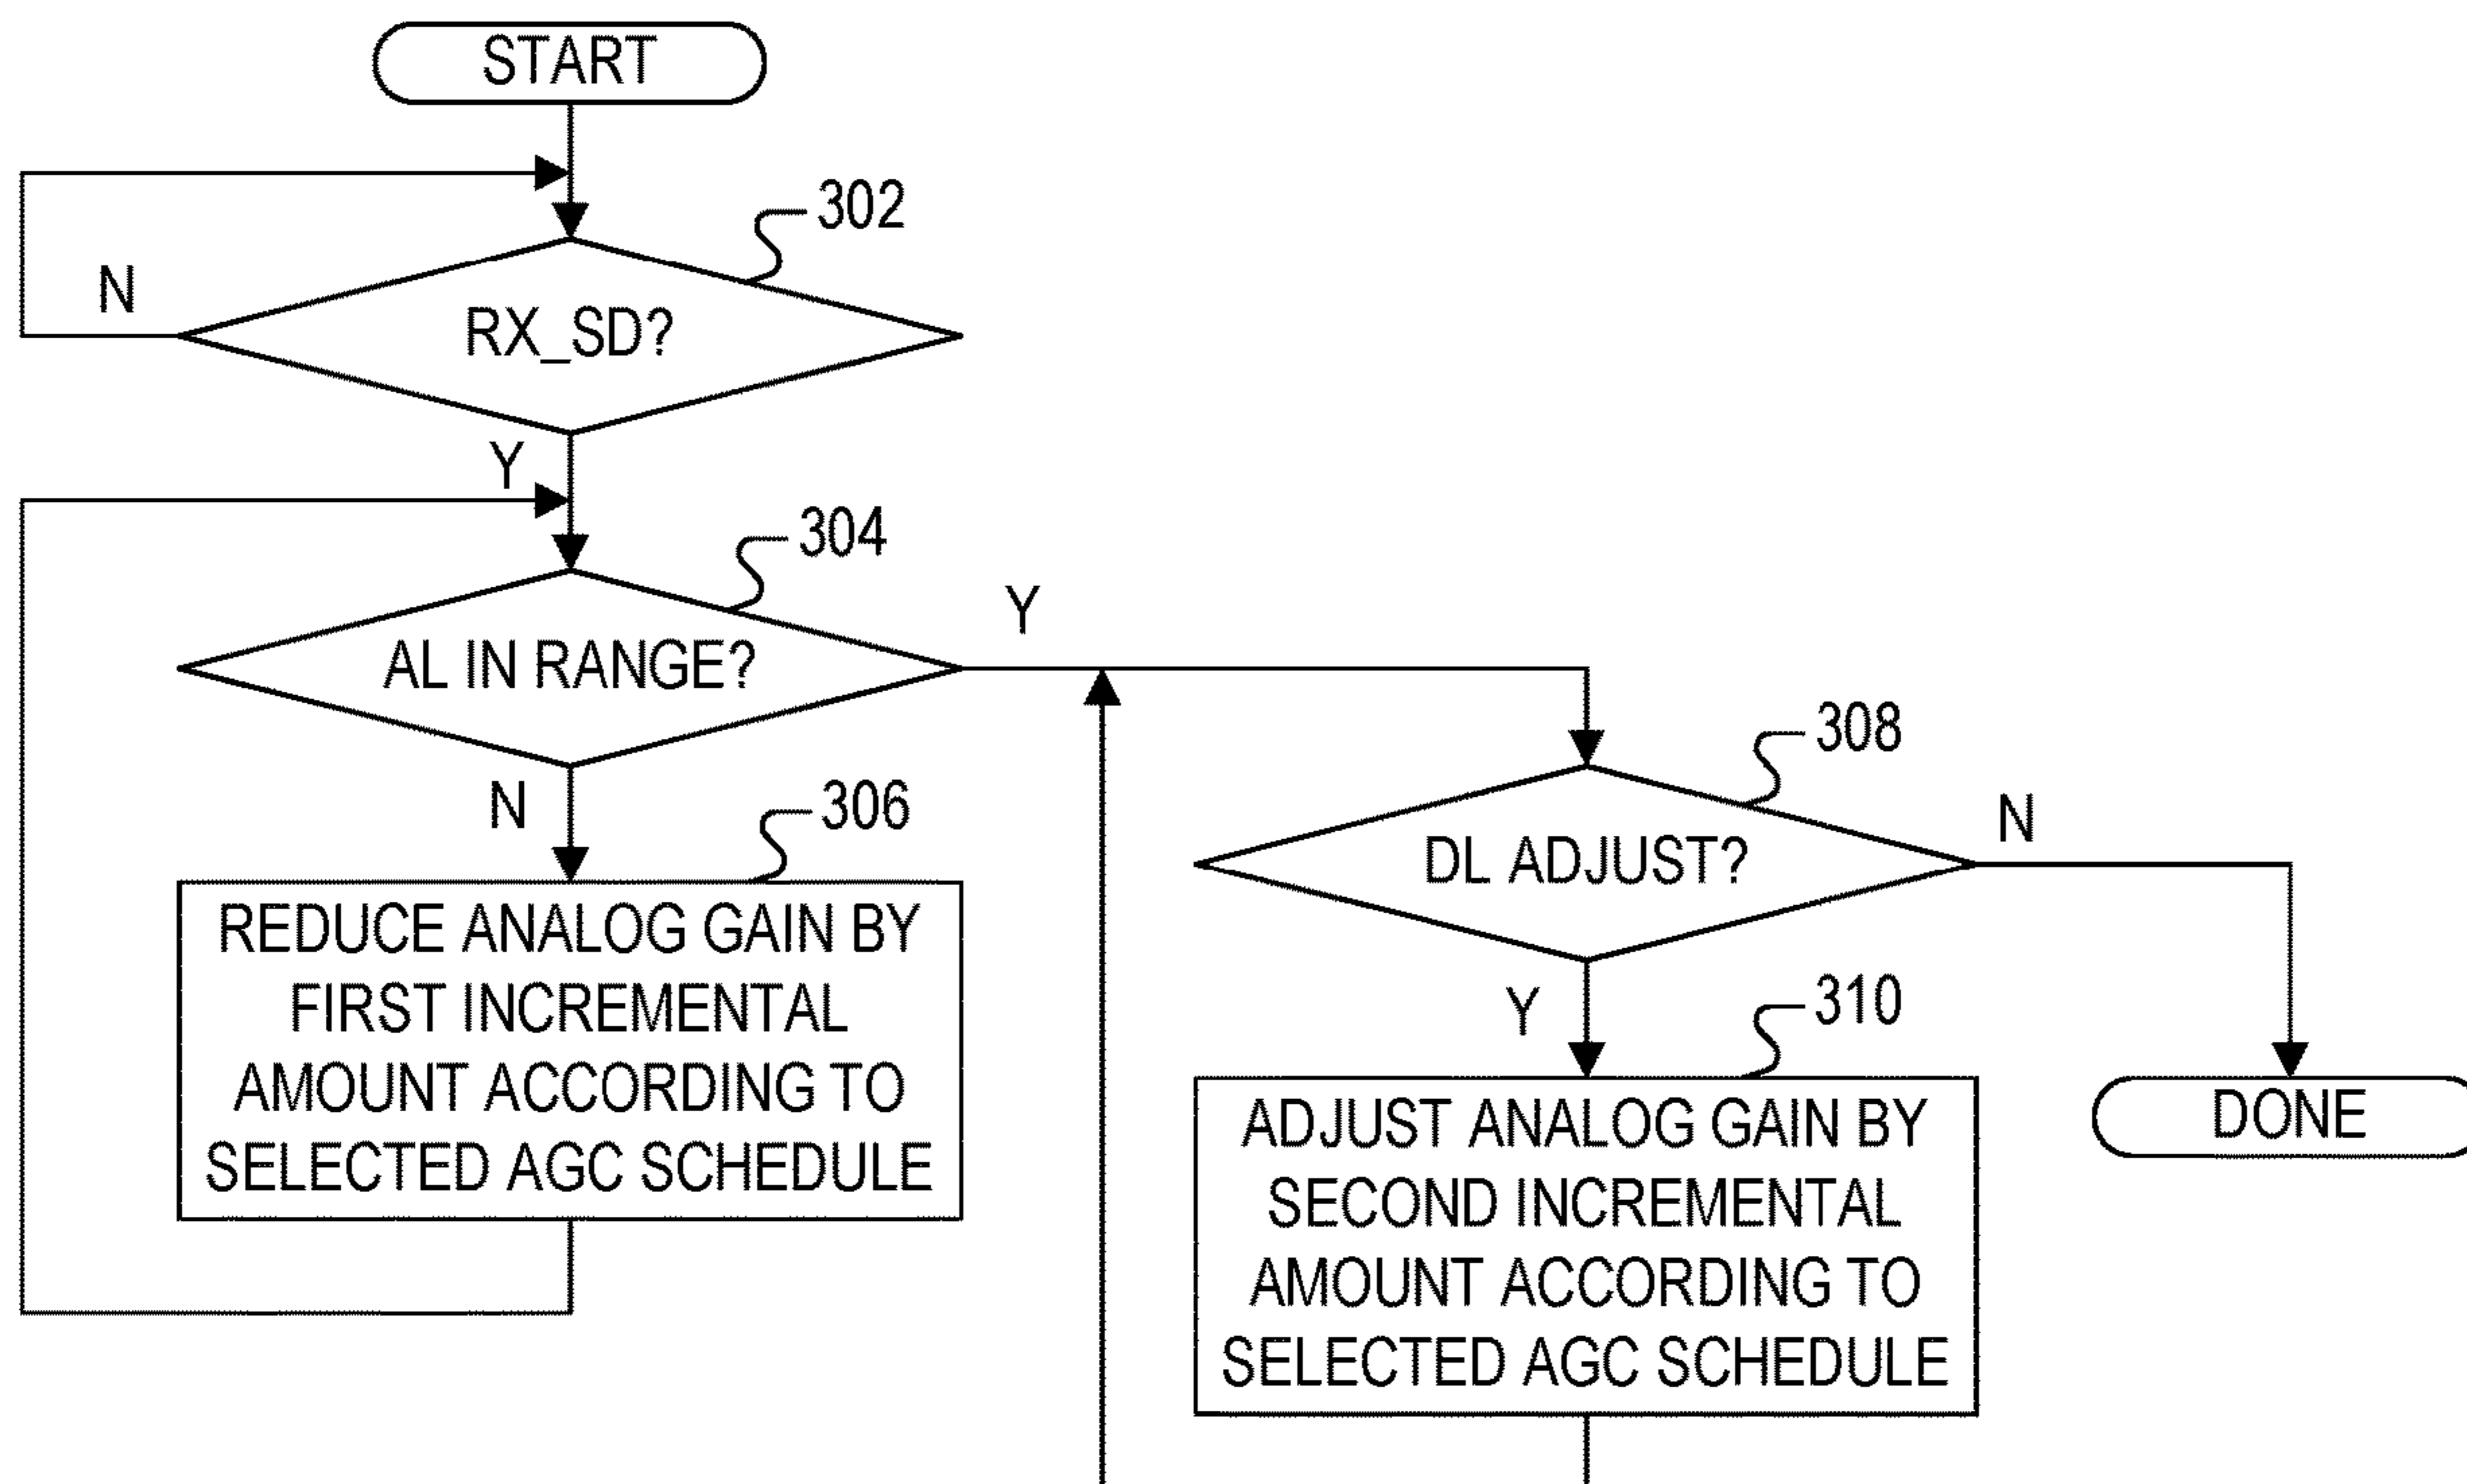 START
302
N
RX_SD?
Y
304
AL IN RANGE?
Y
N
306
REDUCE ANALOG GAIN BY
FIRST INCREMENTAL
AMOUNT ACCORDING TO
SELECTED AGC SCHEDULE
308
DL ADJUST?
N
Y
310
ADJUST ANALOG GAIN BY
SECOND INCREMENTAL
AMOUNT ACCORDING TO
SELECTED AGC SCHEDULE
DONE